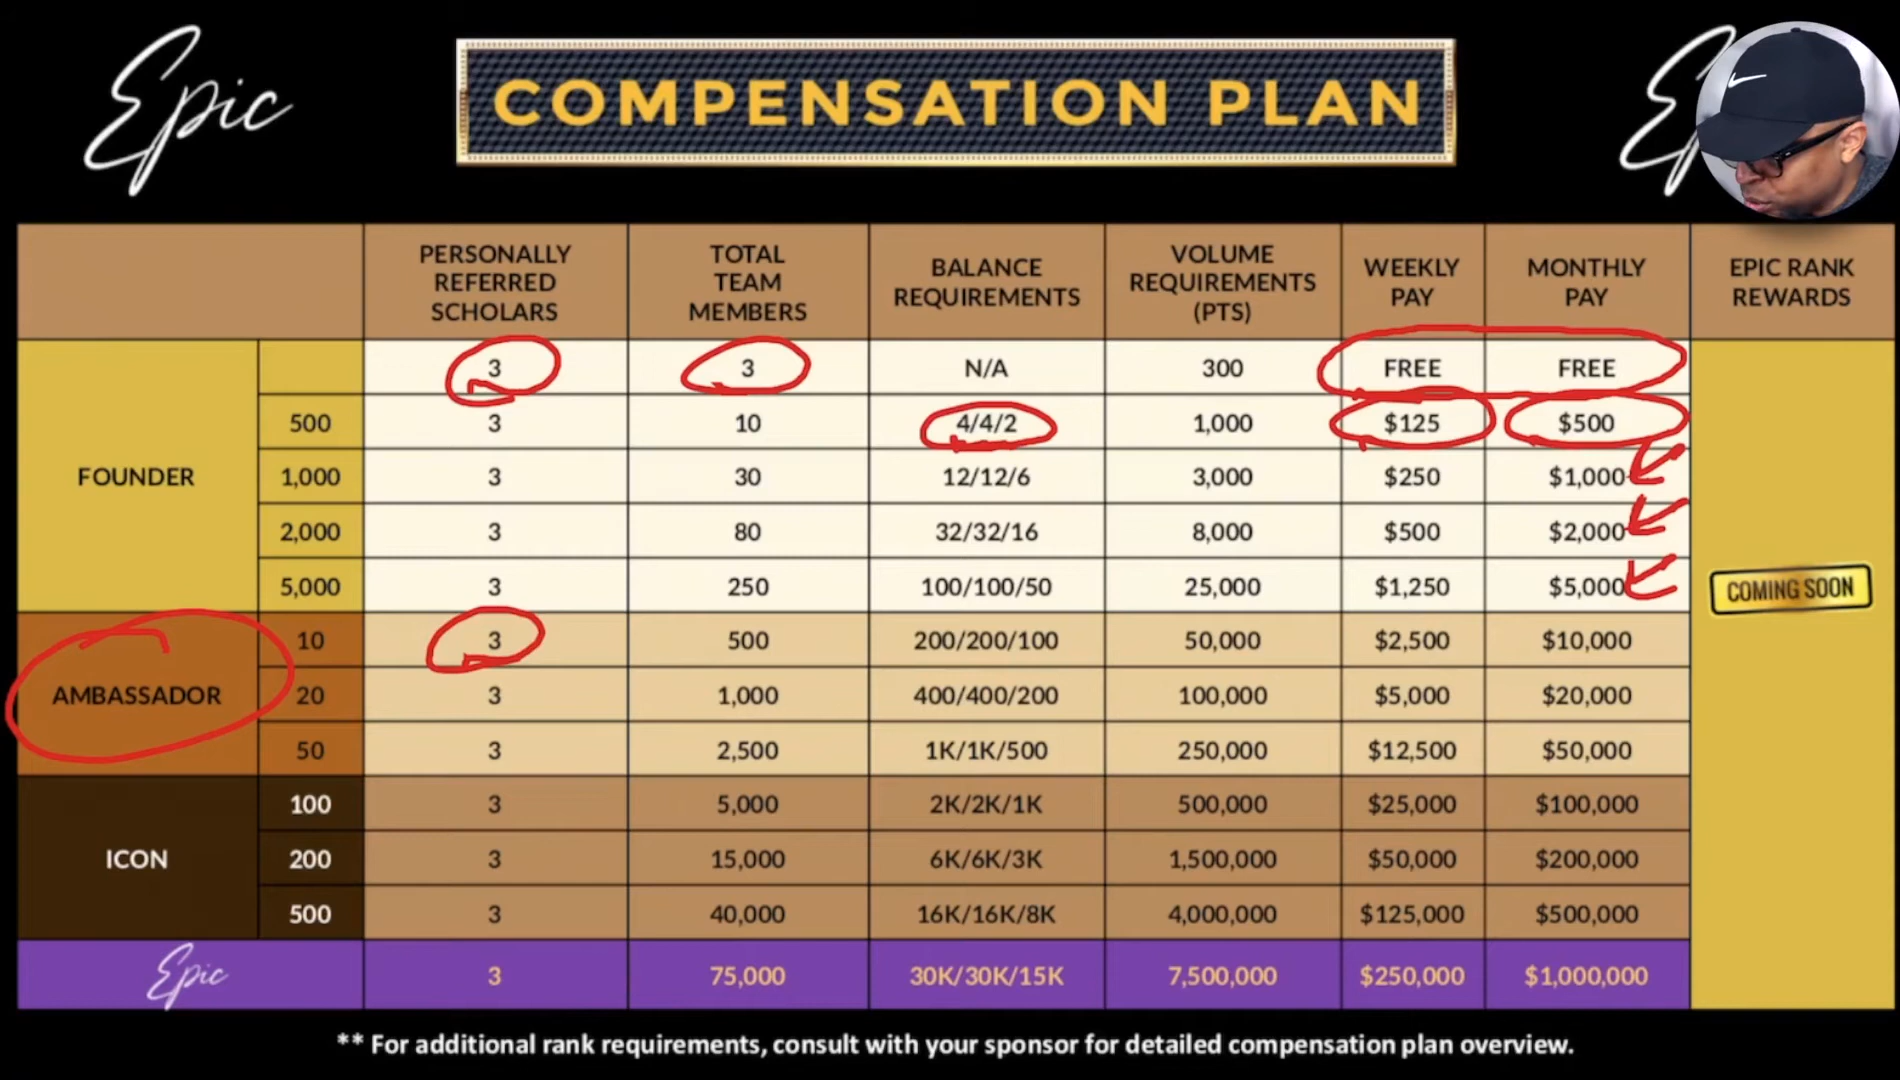 Epic
COMPENSATION PLAN
PERSONALLY
REFERRED
SCHOLARS
TOTAL
TEAM
MEMBERS
BALANCE
REQUIREMENTS
VOLUME
REQUIREMENTS
(PTS)
WEEKLY
PAY
MONTHLY
PAY
EPIC RANK
REWARDS
3 3 N/A 300 FREE FREE
500 3 10 4/4/2 1,000 $125 $500
FOUNDER 1,000 3 30 12/12/6 3,000 $250 $1,000
2,000 3 80 32/32/16 8,000 $500 $2,000
5,000 3 250 100/100/50 25,000 $1,250 $5,000
COMING SOON
10 3 500 200/200/100 50,000 $2,500 $10,000
AMBASSADOR 20 3 1,000 400/400/200 100,000 $5,000 $20,000
50 3 2,500 1K/1K/500 250,000 $12,500 $50,000
100 3 5,000 2K/2K/1K 500,000 $25,000 $100,000
ICON 200 3 15,000 6K/6K/3K 1,500,000 $50,000 $200,000
500 3 40,000 16K/16K/8K 4,000,000 $125,000 $500,000
Epic 3 75,000 30K/30K/15K 7,500,000 $250,000 $1,000,000
** For additional rank requirements, consult with your sponsor for detailed compensation plan overview.